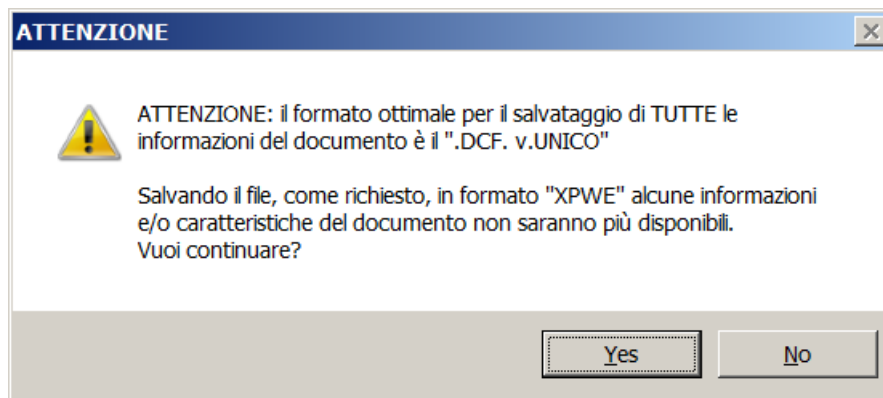 ATTENZIONE
ATTENZIONE: il formato ottimale per il salvataggio di TUTTE le
informazioni del documento è il ".DCF. v.UNICO"
Salvando il file, come richiesto, in formato "XPWE" alcune informazioni
e/o caratteristiche del documento non saranno più disponibili.
Vuoi continuare?
Yes
No